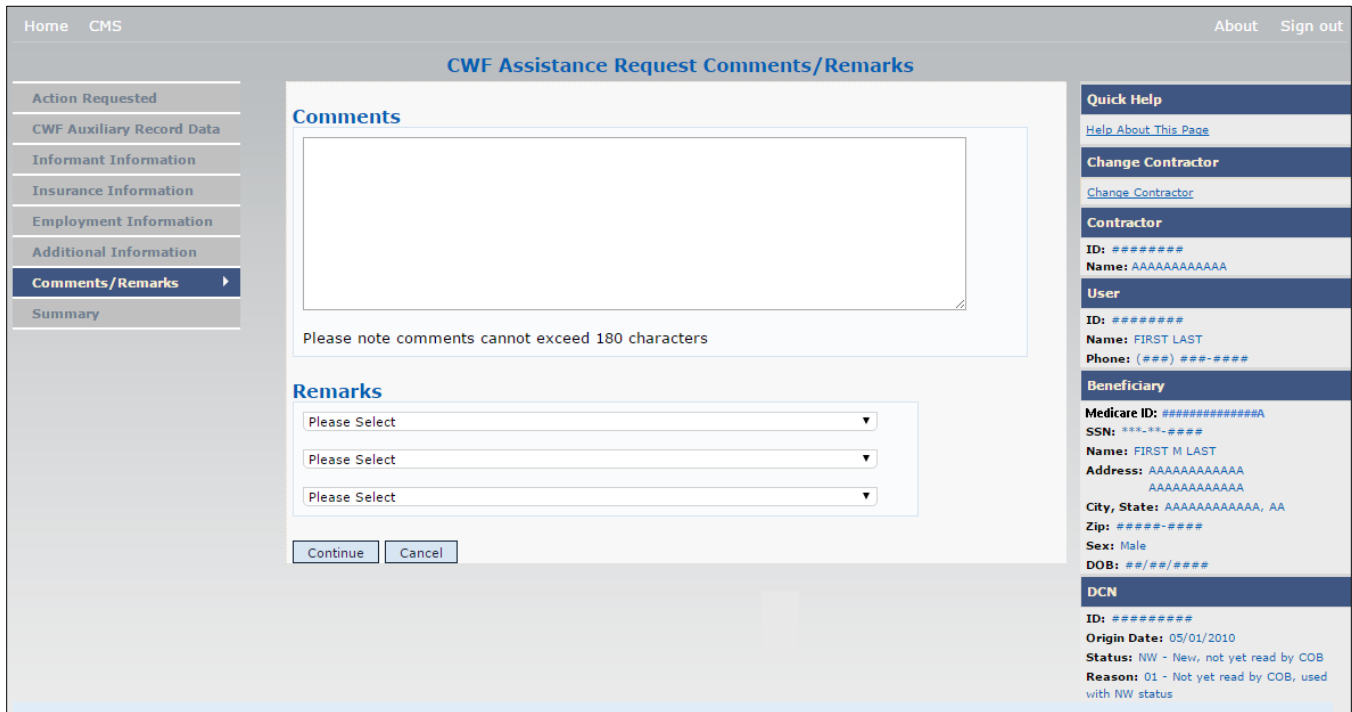 Home CMS
About Sign out
CWF Assistance Request Comments/Remarks
Action Requested
CWF Auxiliary Record Data
Informant Information
Insurance Information
Employment Information
Additional Information
Comments/Remarks
Summary
Comments
Please note comments cannot exceed 180 characters
Remarks
Please Select
Please Select
Please Select
Continue Cancel
Quick Help
Help About This Page
Change Contractor
Change Contractor
Contractor
ID: ########
Name: AAAAAAAAAAAA
User
ID: ########
Name: FIRST LAST
Phone: (###) ###-####
Beneficiary
Medicare ID: ##############A
SSN: ***-**-####
Name: FIRST M LAST
Address: AAAAAAAAAAAA
AAAAAAAAAAAA
City, State: AAAAAAAAAAAA, AA
Zip: #####-####
Sex: Male
DOB: ##/##/####
DCN
ID: #########
Origin Date: 05/01/2010
Status: NW - New, not yet read by COB
Reason: 01 - Not yet read by COB, used
with NW status